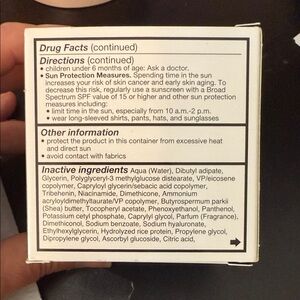 Drug Facts (continued)
Directions (continued)
• children under 6 months of age: Ask a doctor.
• Sun Protection Measures. Spending time in the sun
increases your risk of skin cancer and early skin aging. To
decrease this risk, regularly use a sunscreen with a Broad
Spectrum SPF value of 15 or higher and other sun protection
measures including:
• limit time in the sun, especially from 10 a.m.-2 p.m.
• wear long-sleeved shirts, pants, hats, and sunglasses
Other information
• protect the product in this container from excessive heat
and direct sun
• avoid contact with fabrics
Inactive ingredients Aqua (Water), Dibutyl adipate,
Glycerin, Polyglyceryl-3 methylglucose distearate, VP/eicosene
copolymer, Capryloyl glycerin/sebacic acid copolymer,
Tribehenin, Niacinamide, Dimethicone, Ammonium
acryloyldimethyltaurate/VP copolymer, Butyrospermum parkii
(Shea) butter, Tocopheryl acetate, Phenoxyethanol, Panthenol,
Potassium cetyl phosphate, Caprylyl glycol, Parfum (Fragrance),
Dimethiconol, Sodium benzoate, Sodium hyaluronate,
Ethylhexylglycerin, Hydrolyzed rice protein, Propylene glycol,
Dipropylene glycol, Ascorbyl glucoside, Citric acid,